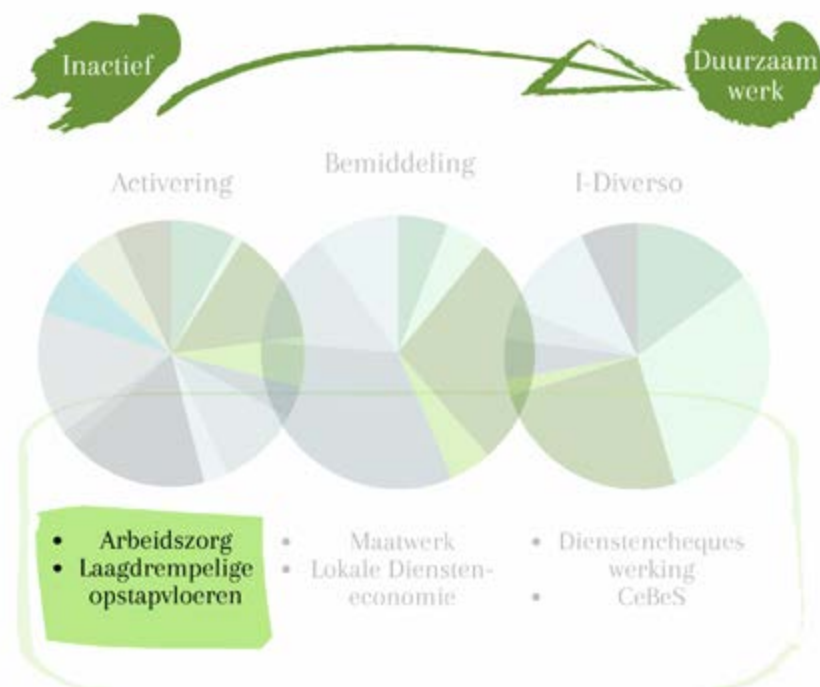 Inactief
Duurzaam
werk
Activering
Bemiddeling
I-Diverso
• Arbeidszorg
• Laagdrempelige
opstapvloeren
• Maatwerk
• Lokale Diensten-
economie
• Dienstencheques
werking
• CeBeS